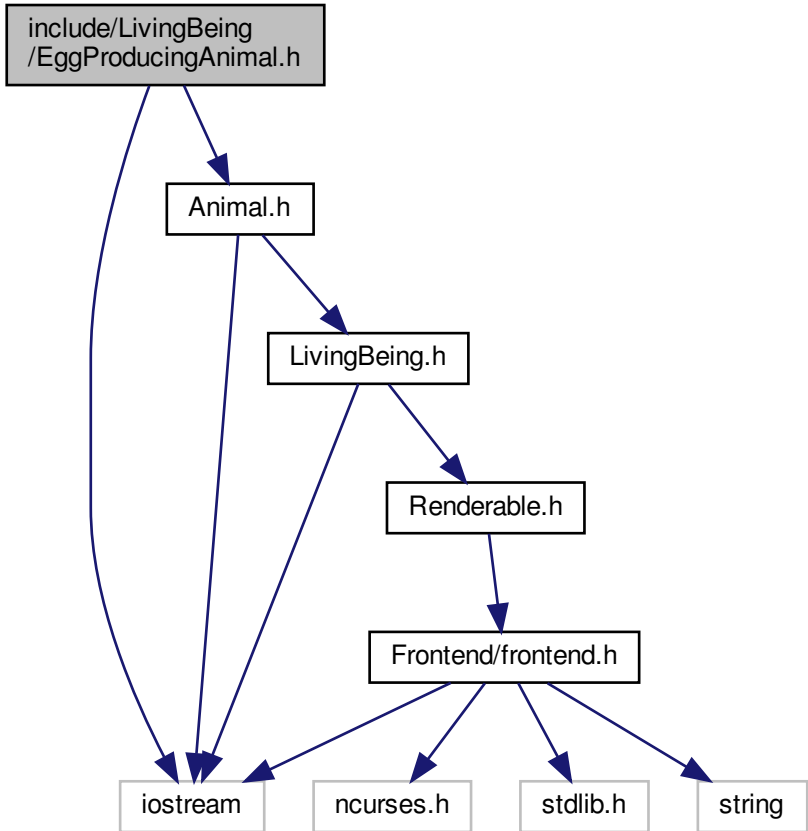 include/LivingBeing
/EggProducingAnimal.h
Animal.h
LivingBeing.h
Renderable.h
Frontend/frontend.h
iostream
ncurses.h
stdlib.h
string